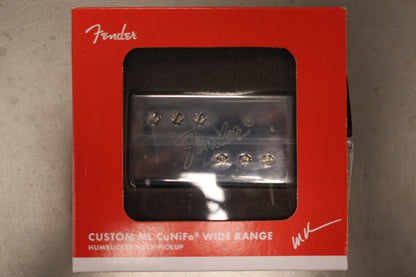 Fender
Fender
CUSTOM ML CuNiFe® WIDE RANGE
HUMBUCKER NECK PICKUP